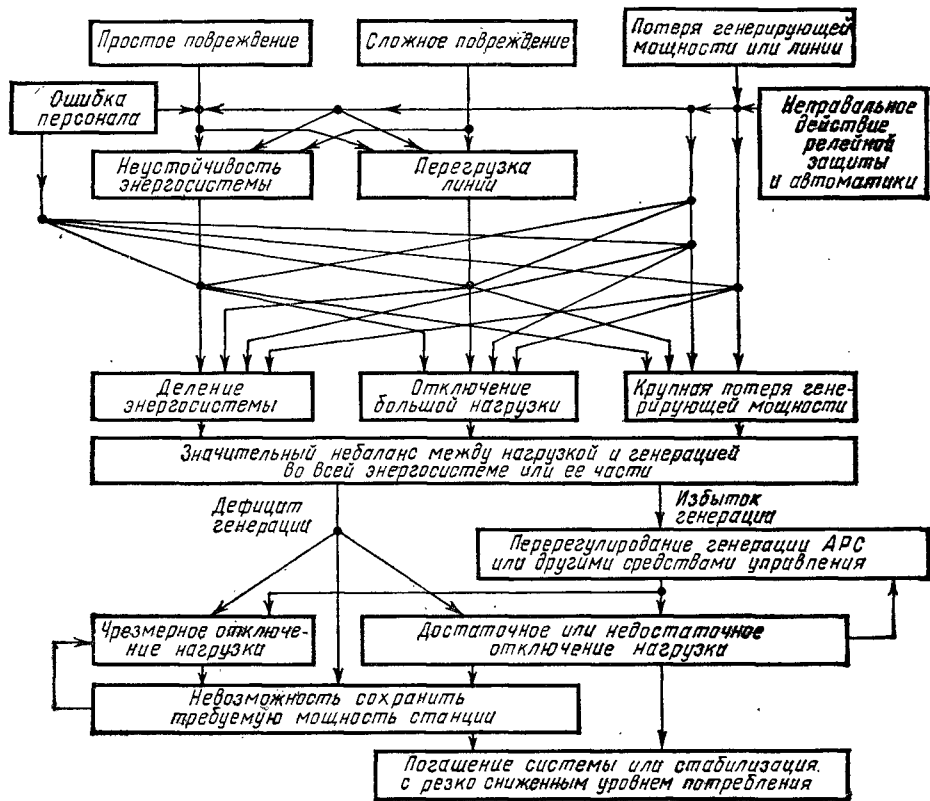 Простое повреждение
Сложное повреждение
Потеря генерирующей
мощности или линии
Ошибка
персонала
Неправальное
действие
релейной
защиты
и автоматики
Неустойчивость
энергосистемы
Перегрузка
линий
Деление
энергосистемы
Отключение
большой нагрузки
Крупная потеря гене-
рирующей мощности
Значительный небаланс между нагрузкой и генерацией
во всей энергосистеме или ее части
Дефицит
генерации
Избыток
генерации
Перерегулирование генерации АРС
или другими средствами управления
Чрезмерное отключе-
ние нагрузки
Достаточное или недостаточное
отключение нагрузки
Невозможность сохранить
требуемую мощность станции
Погашение системы или стабилизация
с резко сниженным уровнем потребления